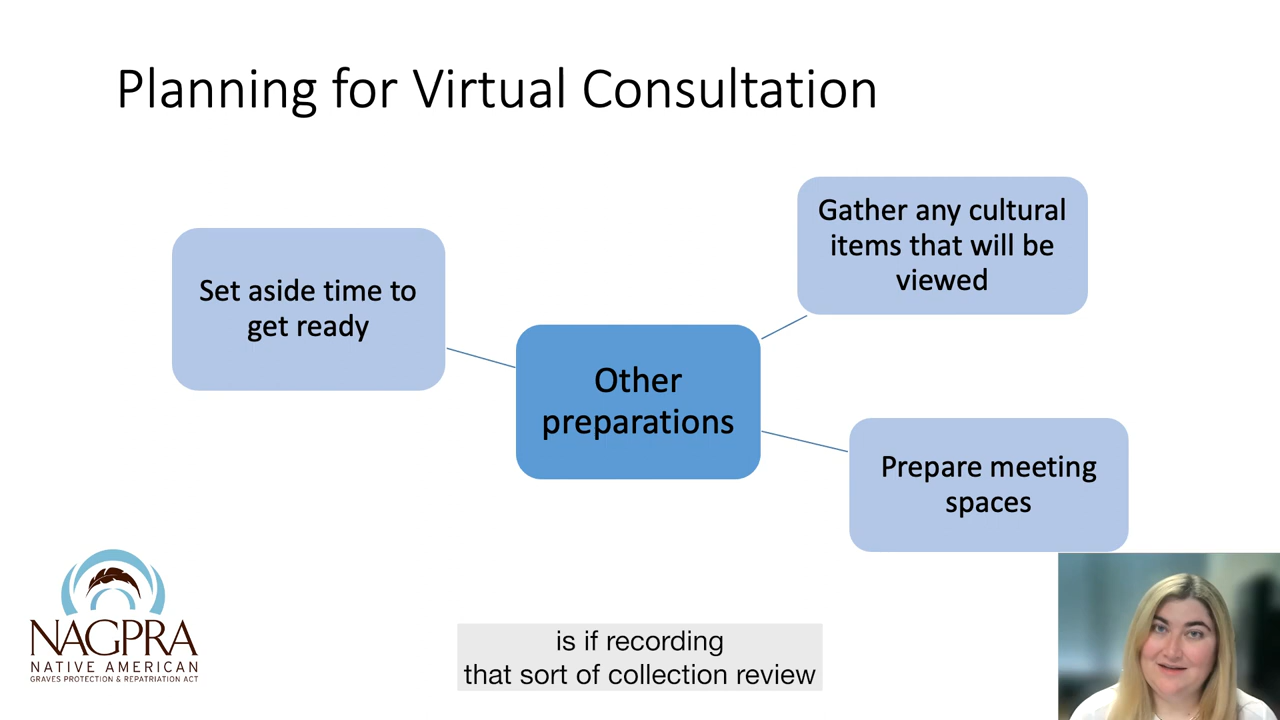 Planning for Virtual Consultation
Set aside time to
get ready
Gather any cultural
items that will be
viewed
Other
preparations
Prepare meeting
spaces
NAGPRA
NATIVE AMERICAN
GRAVES PROTECTION & REPATRIATION ACT
is if recording
that sort of collection review